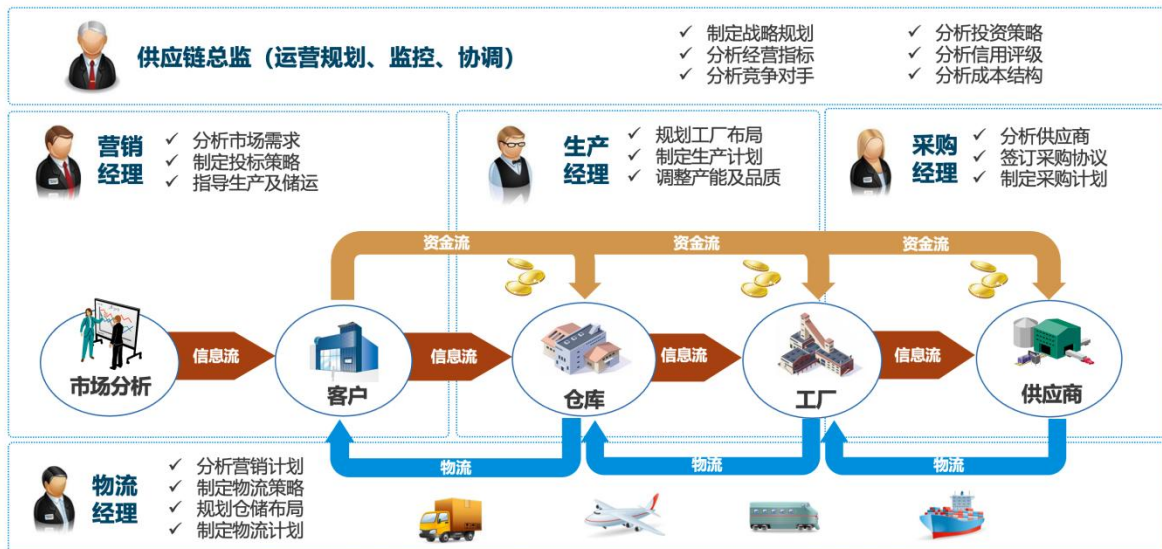 供应链总监（运营规划、监控、协调）
✓ 制定战略规划
✓ 分析经营指标
✓ 分析竞争对手
✓ 分析投资策略
✓ 分析信用评级
✓ 分析成本结构
营销
经理
✓ 分析市场需求
✓ 制定投标策略
✓ 指导生产及储运
生产
经理
✓ 规划工厂布局
✓ 制定生产计划
✓ 调整产能及品质
采购
经理
✓ 分析供应商
✓ 签订采购协议
✓ 制定采购计划
资金流
资金流
资金流
市场分析
信息流
客户
信息流
仓库
信息流
工厂
信息流
供应商
物流
物流
物流
物流
经理
✓ 分析营销计划
✓ 制定物流策略
✓ 规划仓储布局
✓ 制定物流计划